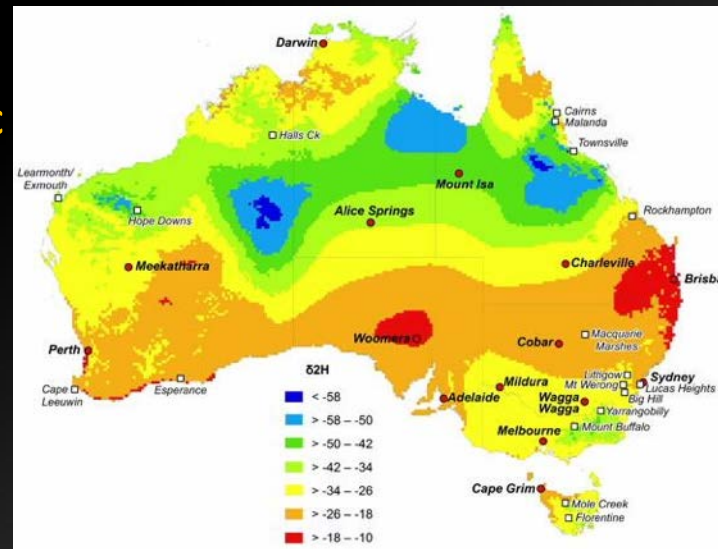 Darwin
Cairns
Malanda
Halls Ck
Townsville
Learmonth/
Exmouth
Mount Isa
Hope Downs
Alice Springs
Rockhampton
Meekatharra
Charleville
Brisba
Woomera
Macquarie
Marshes
Perth
Cobar
δ2H
Lithgow
Sydney
Mt Werong
Lucas Heights
Cape
Leeuwin
Esperance
Mildura
Big Hill
Adelaide
Wagga
Wagga
Yarrangobilly
Melbourne
Mount Buffalo
< -58
> -58 – -50
> -50 – -42
> -42 – -34
> -34 – -26
> -26 – -18
> -18 – -10
Cape Grim
Mole Creek
Florentine